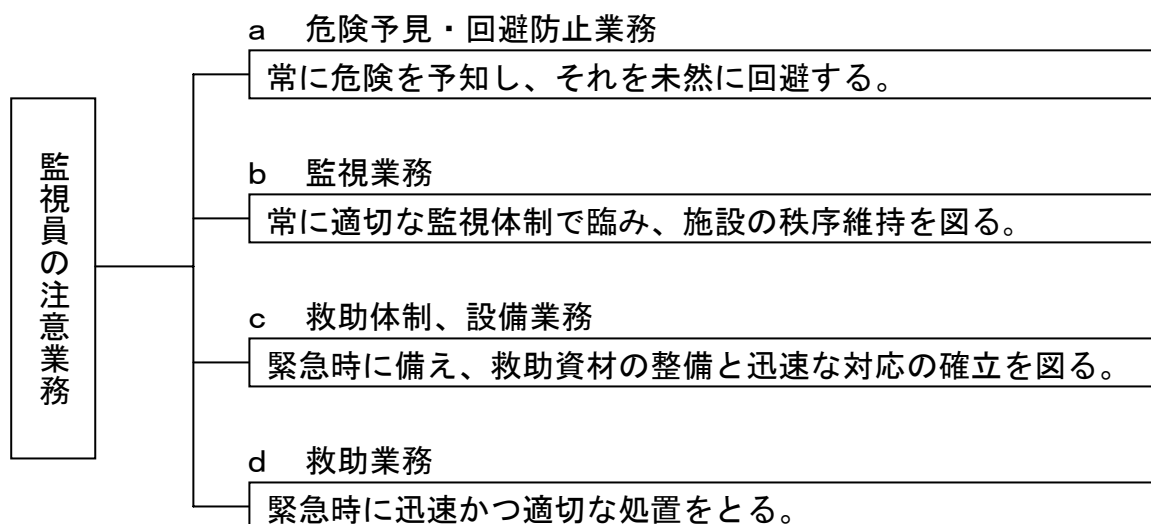 監視員の注意業務
a 危険予見・回避防止業務
常に危険を予知し、それを未然に回避する。
b 監視業務
常に適切な監視体制で臨み、施設の秩序維持を図る。
c 救助体制、設備業務
緊急時に備え、救助資材の整備と迅速な対応の確立を図る。
d 救助業務
緊急時に迅速かつ適切な処置をとる。